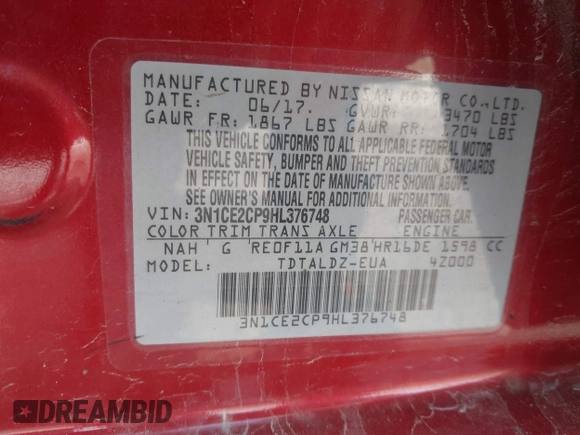 MANUFACTURED BY NISSAN MOTOR CO.,LTD.
DATE: 06/17. GVWR: 3470 LBS
GAWR FR: 1867 LBS GAWR RR: 1704 LBS
THIS VEHICLE CONFORMS TO ALL APPLICABLE FEDERAL MOTOR
VEHICLE SAFETY, BUMPER AND THEFT PREVENTION STANDARDS
IN EFFECT ON THE DATE OF MANUFACTURE SHOWN ABOVE.
SEE OWNER'S MANUAL FOR ADDITIONAL INFORMATION.
VIN: 3N1CE2CP9HL376748 PASSENGER CAR
COLOR TRIM TRANS AXLE ENGINE
NAH G RE0F11A GM38 HR16DE 1598 CC
MODEL: TDTALDZ-EUA 4Z000
3N1CE2CP9HL376748
DREAMBID